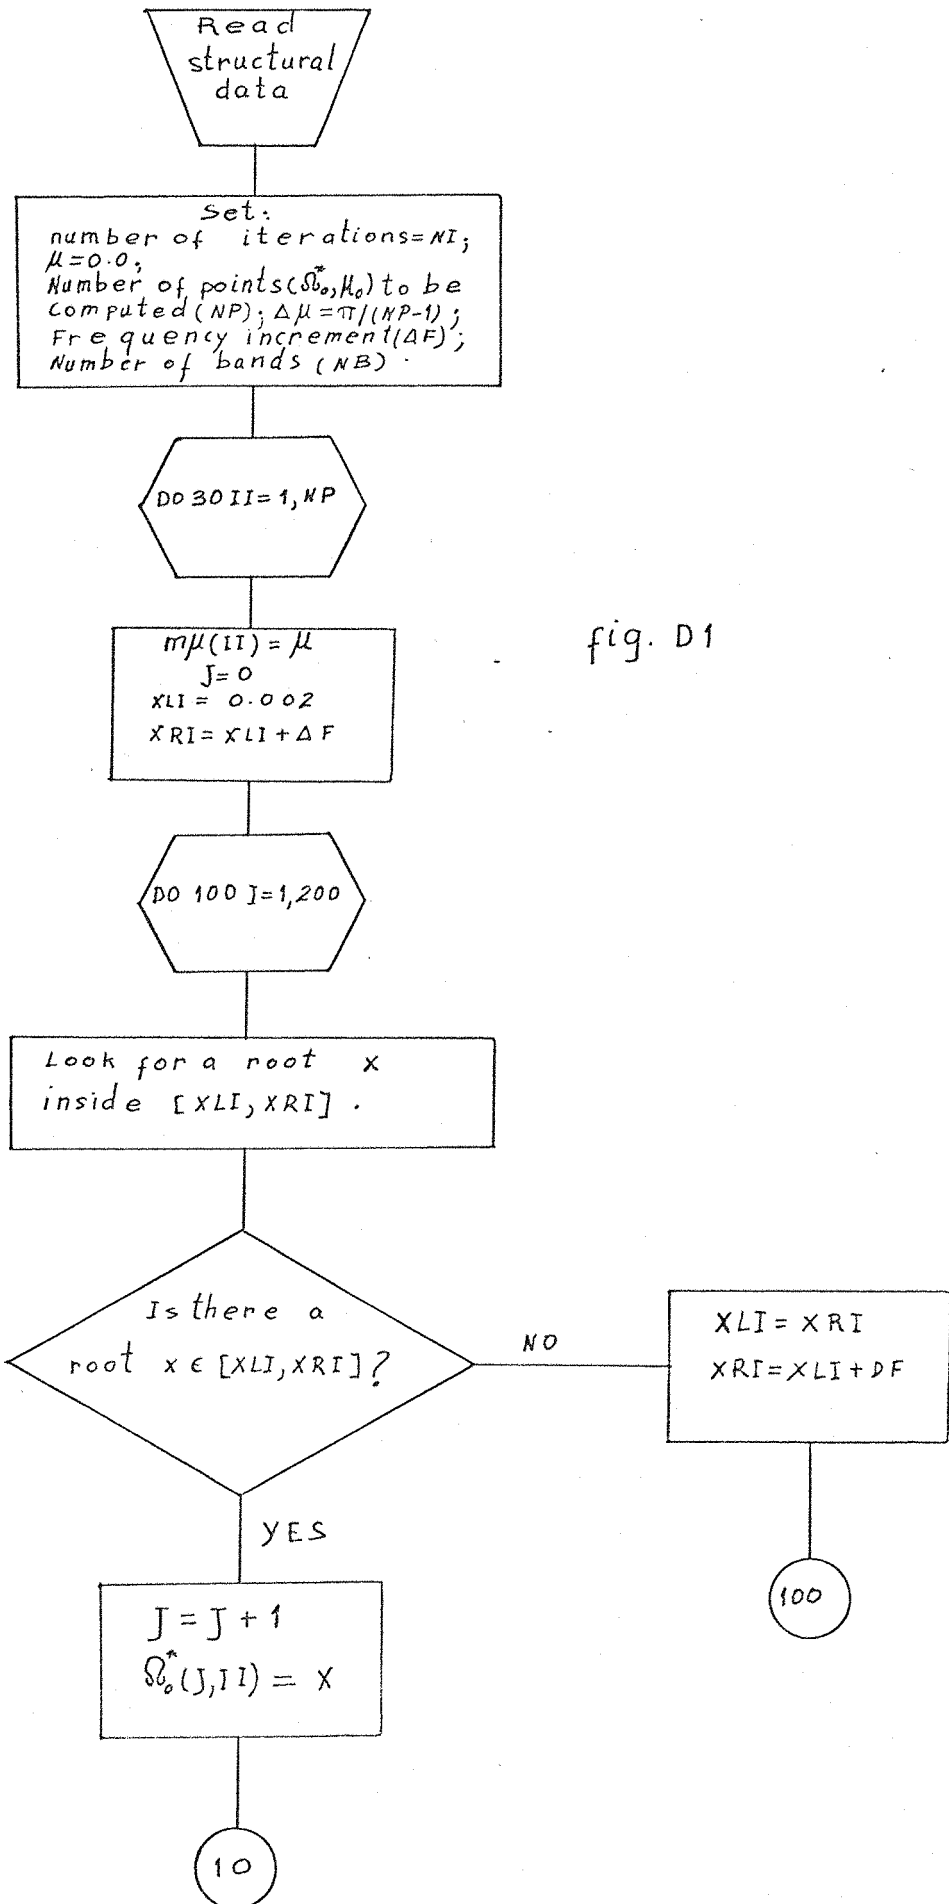 Read
structural
data
Set:
number of iterations=NI;
μ=0.0;
Number of points(Ω*₀,μ₀) to be
Computed(NP); Δμ=π/(NP-1);
Frequency increment(ΔF);
Number of bands (NB).
DO 30 II=1,NP
mμ(II) = μ
J=0
XLI = 0.002
XRI= XLI+ΔF
fig. D1
DO 100 J=1,200
Look for a root x
inside [XLI,XRI].
Is there a
root x ϵ [XLI,XRI]?
NO
XLI= XRI
XRI=XLI+DF
YES
100
J = J + 1
Ω*₀(J,II) = X
10